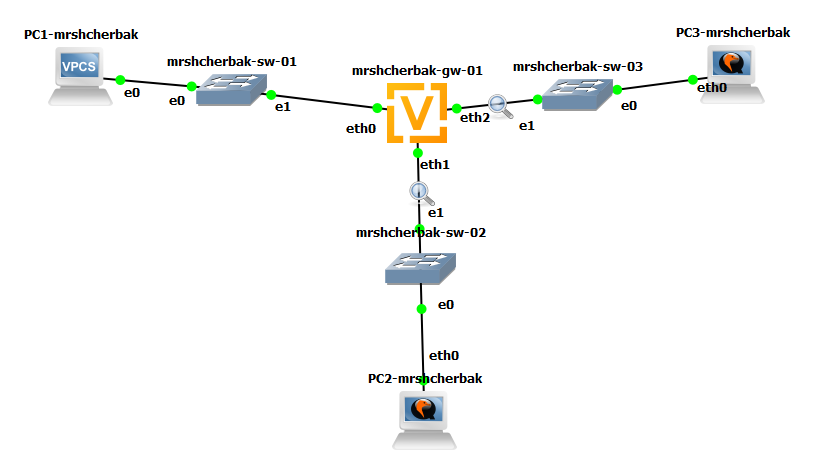 PC1-mrshcherbak
VPCS
e0
e0
mrshcherbak-sw-01
e1
mrshcherbak-gw-01
V
eth0
eth2
eth1
mrshcherbak-sw-03
e1
e0
PC3-mrshcherbak
eth0
e1
mrshcherbak-sw-02
e0
eth0
PC2-mrshcherbak